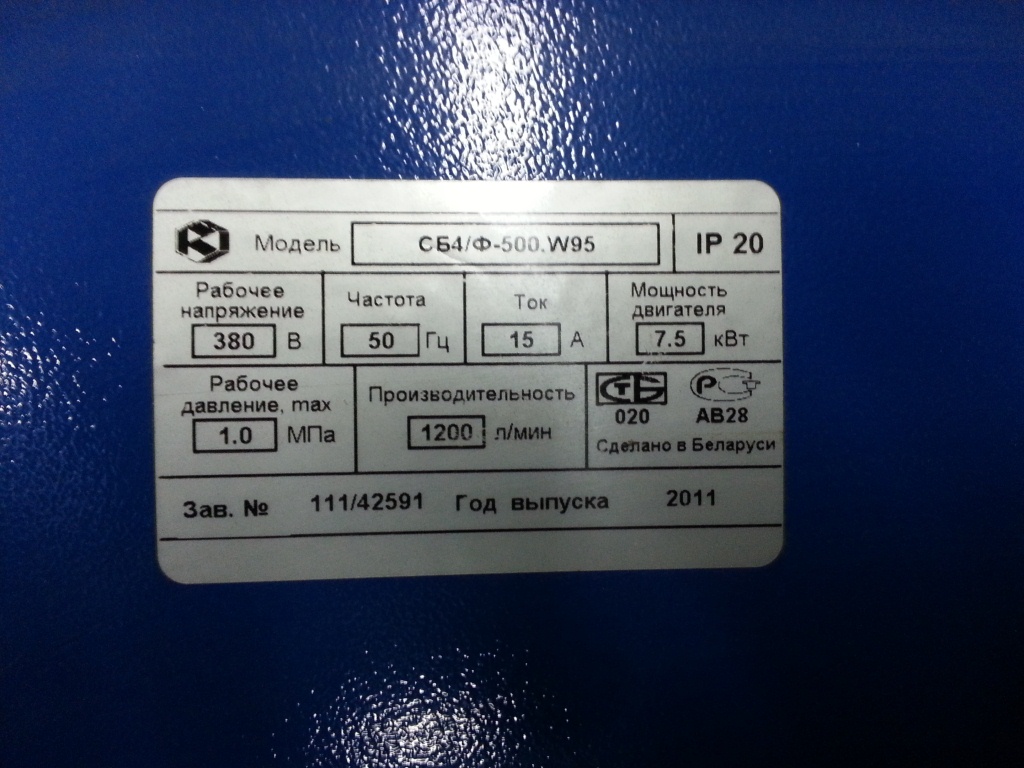 Модель СБ4/Ф-500.W95 IP 20
Рабочее напряжение 380 В
Частота 50 Гц
Ток 15 А
Мощность двигателя 7.5 кВт
Рабочее давление, max 1.0 МПа
Производительность 1200 л/мин
СТБ РСТ
020 АВ28
Сделано в Беларуси
Зав. № 111/42591 Год выпуска 2011